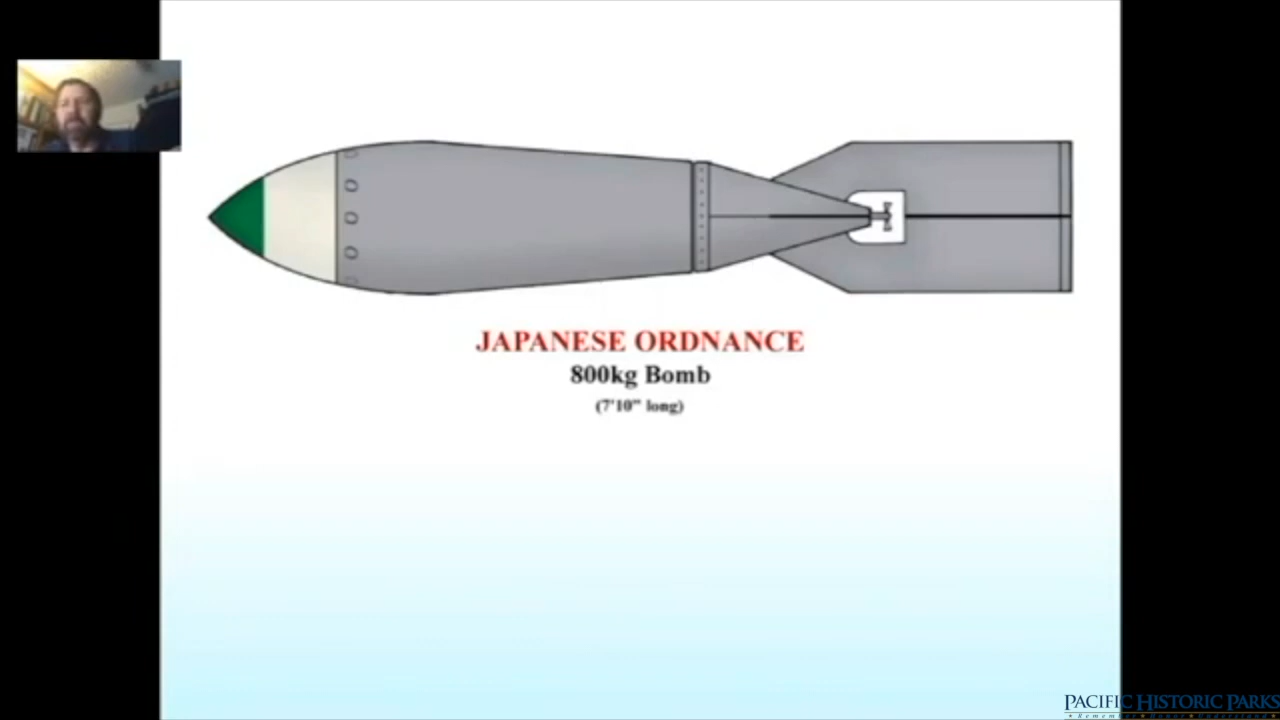 JAPANESE ORDNANCE
800kg Bomb
(7'10" long)
PACIFIC HISTORIC PARKS